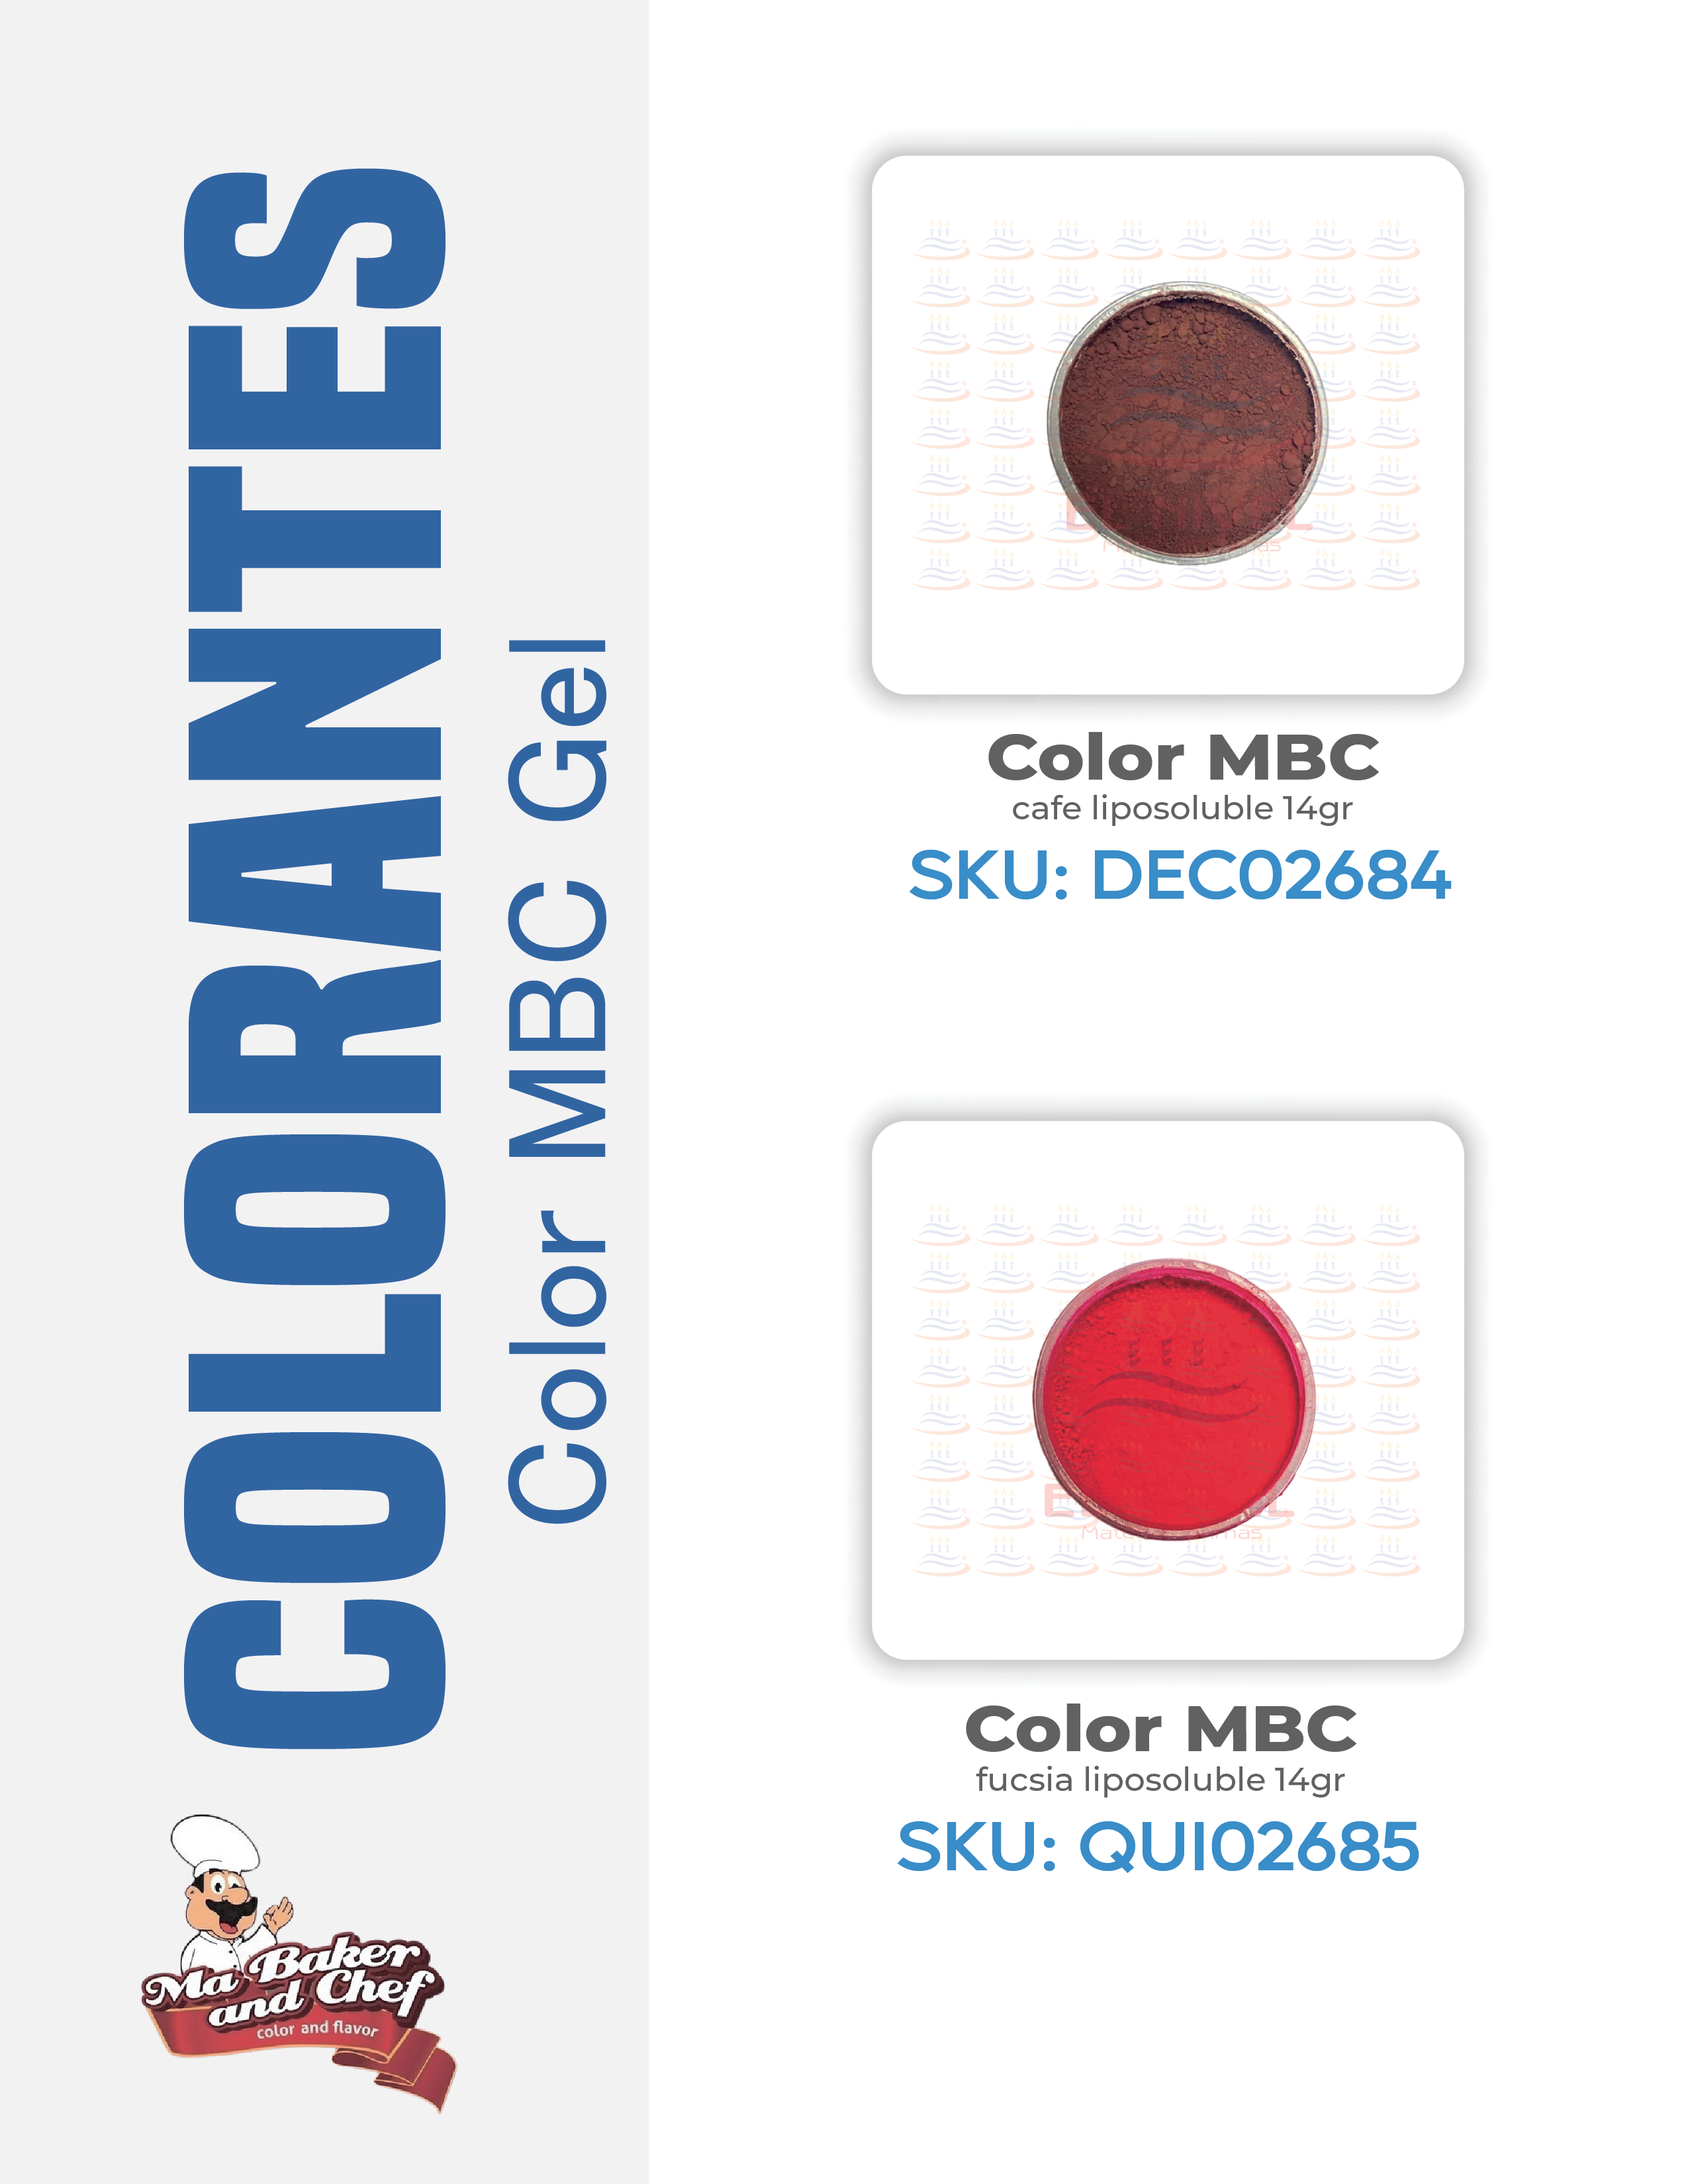 COLORANTES
Color MBC Gel
Ma Baker
and Chef
color and flavor
Color MBC
cafe liposoluble 14gr
SKU: DEC02684
Color MBC
fucsia liposoluble 14gr
SKU: QUI02685